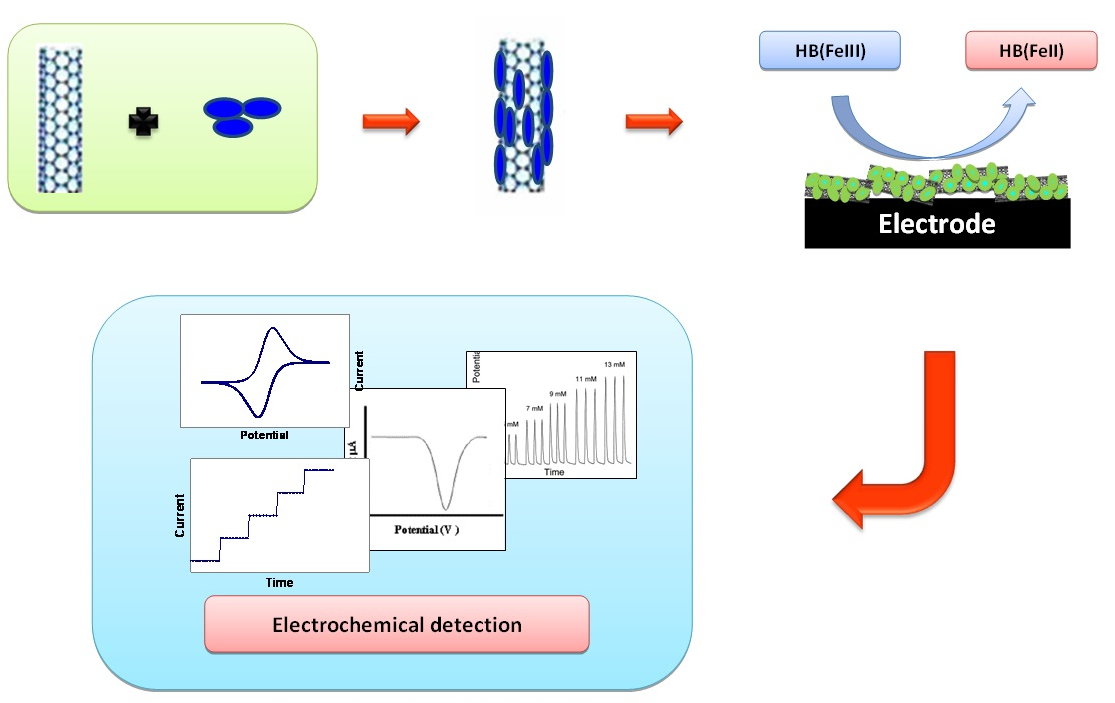 HB(FeIII)
HB(FeII)
Electrode
Current
Potential
13 mM
11 mM
9 mM
7 mM
mM
Time
µA
Potential (V )
Current
Time
Electrochemical detection